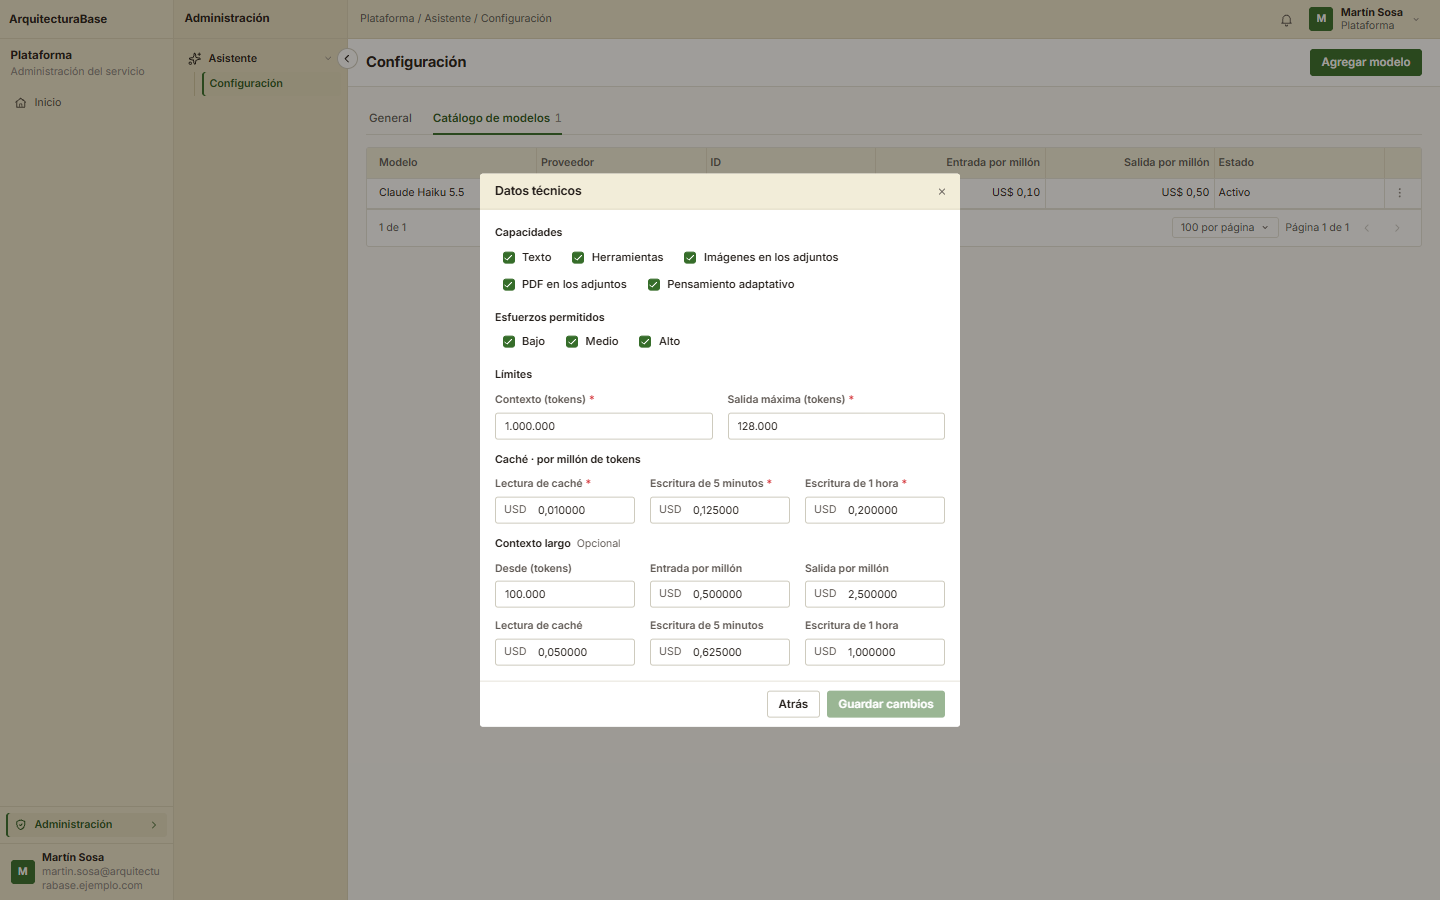 ArquitecturaBase
Administración
Plataforma / Asistente / Configuración
M
Martín Sosa
Plataforma
Plataforma
Administración del servicio
Inicio
Asistente
Configuración
Configuración
Agregar modelo
General
Catálogo de modelos 1
Modelo
Proveedor
ID
Entrada por millón
Salida por millón
Estado
Claude Haiku 5.5
US$ 0,10
US$ 0,50
Activo
1 de 1
100 por página
Página 1 de 1
Datos técnicos
Capacidades
Texto
Herramientas
Imágenes en los adjuntos
PDF en los adjuntos
Pensamiento adaptativo
Esfuerzos permitidos
Bajo
Medio
Alto
Límites
Contexto (tokens) *
Salida máxima (tokens) *
1.000.000
128.000
Caché · por millón de tokens
Lectura de caché *
Escritura de 5 minutos *
Escritura de 1 hora *
USD 0,010000
USD 0,125000
USD 0,200000
Contexto largo Opcional
Desde (tokens)
Entrada por millón
Salida por millón
100.000
USD 0,500000
USD 2,500000
Lectura de caché
Escritura de 5 minutos
Escritura de 1 hora
USD 0,050000
USD 0,625000
USD 1,000000
Atrás
Guardar cambios
Administración
M
Martín Sosa
martin.sosa@arquitectu
rabase.ejemplo.com